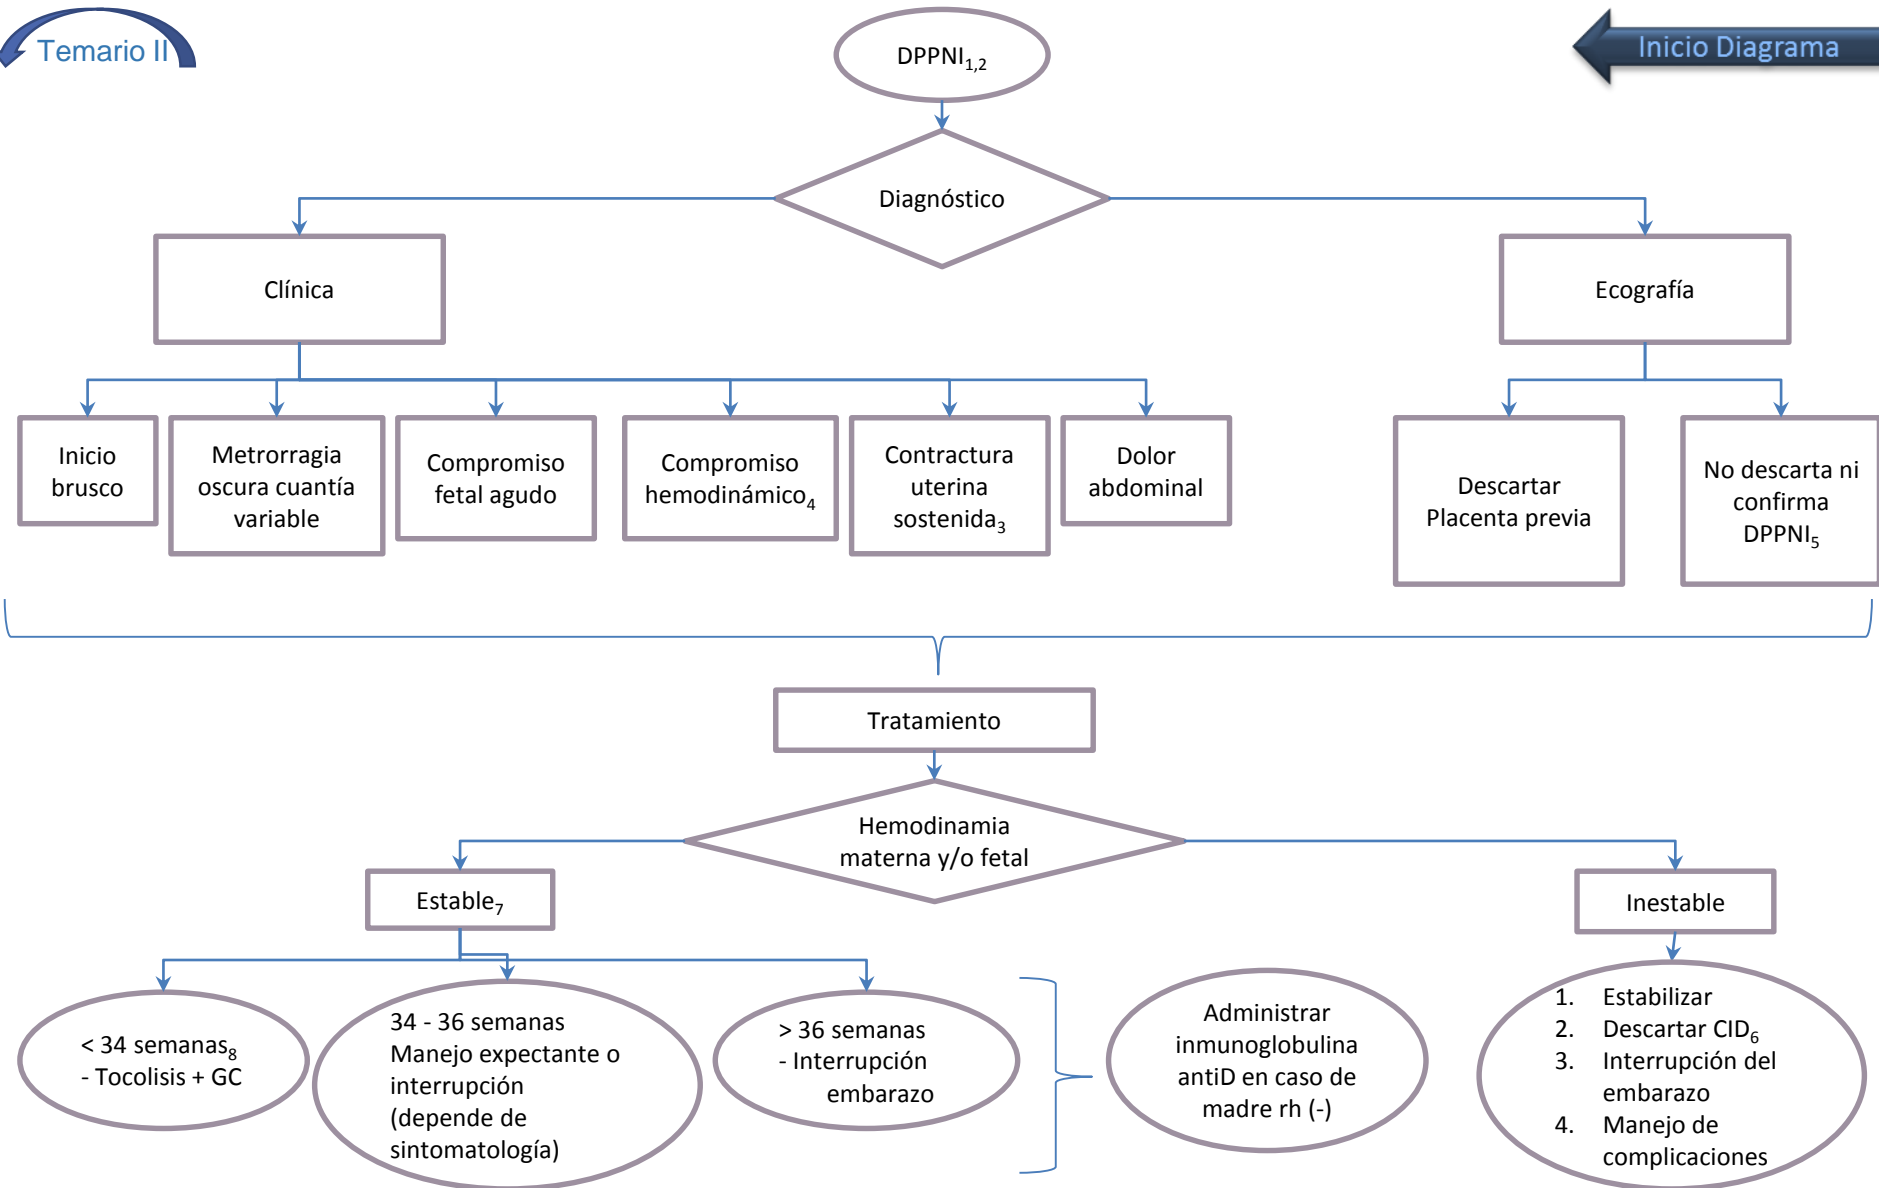 Temario II
DPPNI1,2
Inicio Diagrama
Diagnóstico
Clínica
Ecografía
Inicio
brusco
Metrorragia
oscura cuantía
variable
Compromiso
fetal agudo
Compromiso
hemodinámico4
Contractura
uterina
sostenida3
Dolor
abdominal
Descartar
Placenta previa
No descarta ni
confirma
DPPNI5
Tratamiento
Hemodinamia
materna y/o fetal
Estable7
Inestable
< 34 semanas8
- Tocolisis + GC
34 - 36 semanas
Manejo expectante o
interrupción
(depende de
sintomatología)
> 36 semanas
- Interrupción
embarazo
Administrar
inmunoglobulina
antiD en caso de
madre rh (-)
1. Estabilizar
2. Descartar CID6
3. Interrupción del
embarazo
4. Manejo de
complicaciones